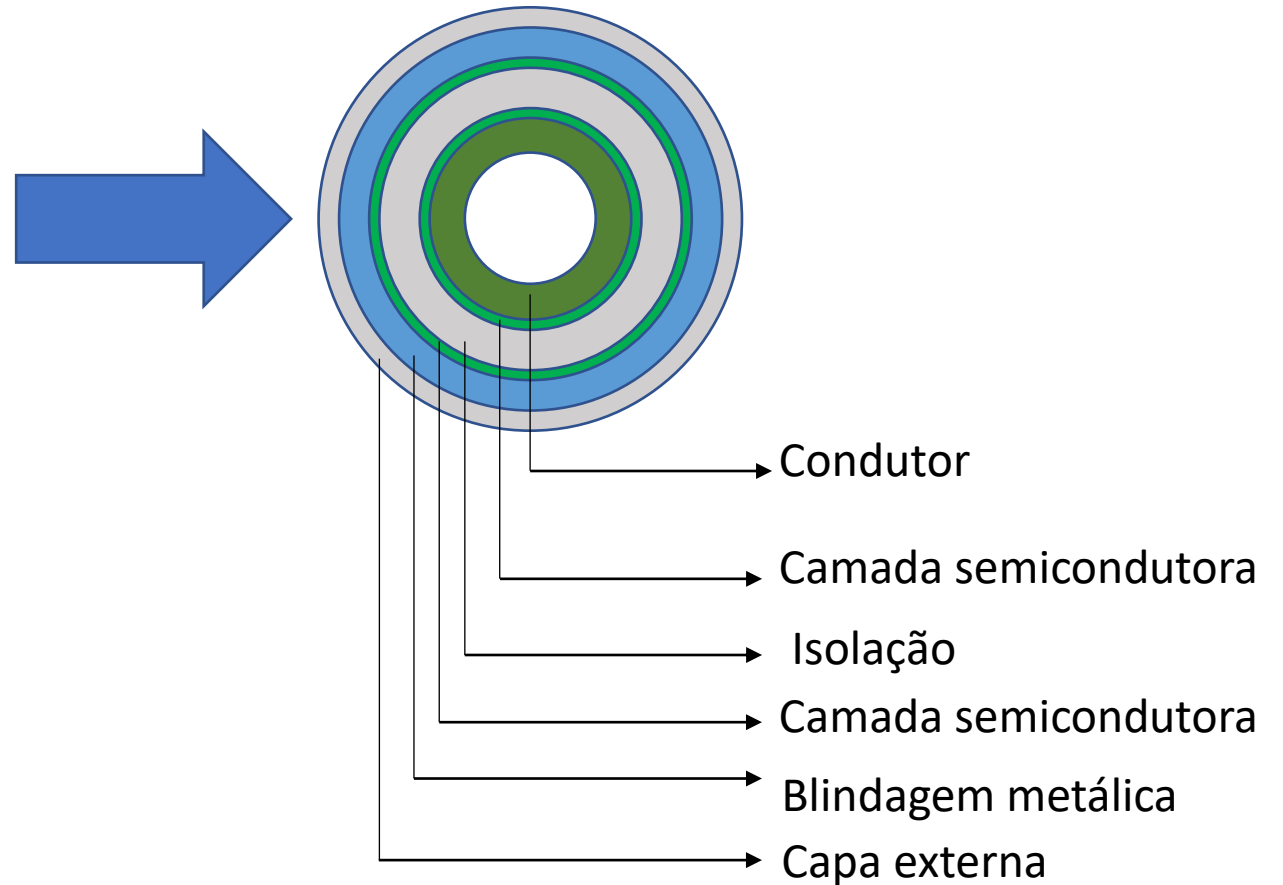 Condutor
Camada semicondutora
Isolação
Camada semicondutora
Blindagem metálica
Capa externa